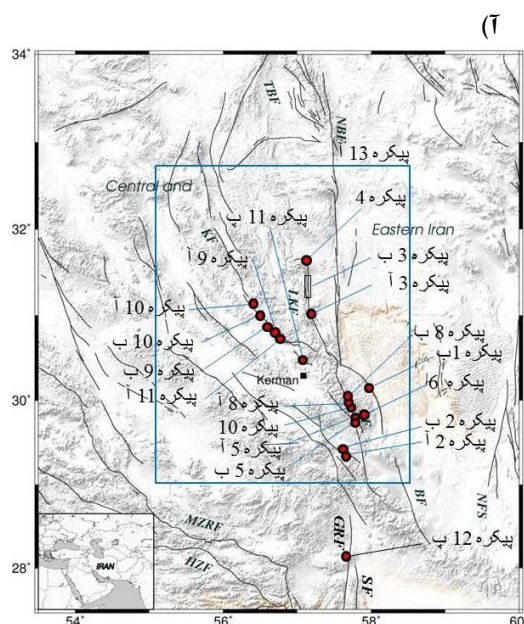 آ)
34˚
TBF
NBF
پیکره 13 آ
Central and
پیکره 4
32˚
پیکره 11 ب
KF
Eastern Iran
پیکره 9 آ
پیکره 3 ب
LKF
پیکره 3 آ
پیکره 10 آ
پیکره 10 ب
پیکره 8 ب
پیکره 1ب
پیکره 9 ب
پیکره 6
پیکره 11 آ
Kerman
30˚
پیکره 8 آ
پیکره 10
پیکره 2 ب
پیکره 5 آ
پیکره 2 آ
پیکره 5 ب
BF
NFS
MZRF
GRF
پیکره 12 ب
HZF
IRAN
SF
28˚
54˚
56˚
58˚
60